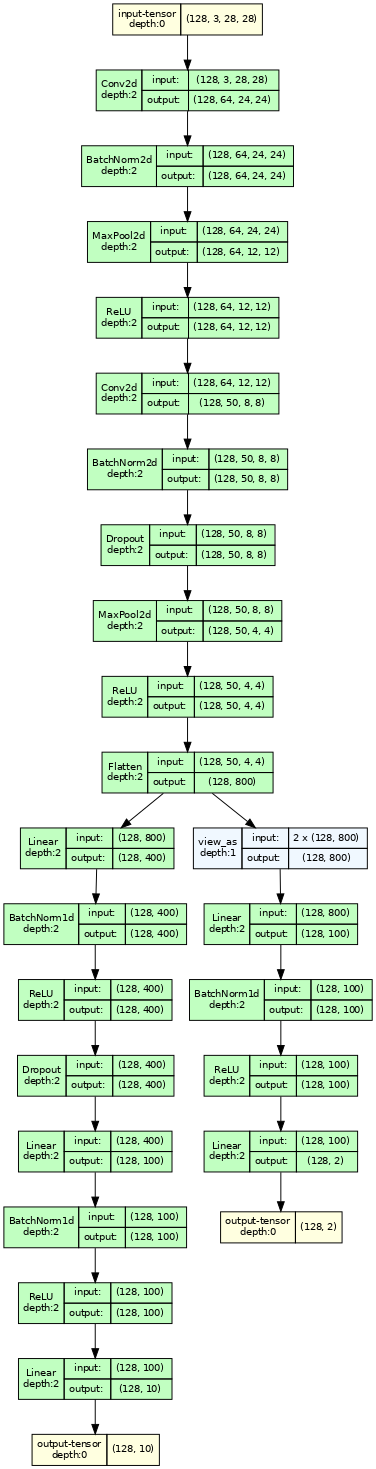 input-tensor
depth:0
(128, 3, 28, 28)
Conv2d
depth:2
input:
(128, 3, 28, 28)
output:
(128, 64, 24, 24)
BatchNorm2d
depth:2
input:
(128, 64, 24, 24)
output:
(128, 64, 24, 24)
MaxPool2d
depth:2
input:
(128, 64, 24, 24)
output:
(128, 64, 12, 12)
ReLU
depth:2
input:
(128, 64, 12, 12)
output:
(128, 64, 12, 12)
Conv2d
depth:2
input:
(128, 64, 12, 12)
output:
(128, 50, 8, 8)
BatchNorm2d
depth:2
input:
(128, 50, 8, 8)
output:
(128, 50, 8, 8)
Dropout
depth:2
input:
(128, 50, 8, 8)
output:
(128, 50, 8, 8)
MaxPool2d
depth:2
input:
(128, 50, 8, 8)
output:
(128, 50, 4, 4)
ReLU
depth:2
input:
(128, 50, 4, 4)
output:
(128, 50, 4, 4)
Flatten
depth:2
input:
(128, 50, 4, 4)
output:
(128, 800)
Linear
depth:2
input:
(128, 800)
output:
(128, 400)
BatchNorm1d
depth:2
input:
(128, 400)
output:
(128, 400)
ReLU
depth:2
input:
(128, 400)
output:
(128, 400)
Dropout
depth:2
input:
(128, 400)
output:
(128, 400)
Linear
depth:2
input:
(128, 400)
output:
(128, 100)
BatchNorm1d
depth:2
input:
(128, 100)
output:
(128, 100)
ReLU
depth:2
input:
(128, 100)
output:
(128, 100)
Linear
depth:2
input:
(128, 100)
output:
(128, 10)
output-tensor
depth:0
(128, 10)
view_as
depth:1
input:
2 x (128, 800)
output:
(128, 800)
Linear
depth:2
input:
(128, 800)
output:
(128, 100)
BatchNorm1d
depth:2
input:
(128, 100)
output:
(128, 100)
ReLU
depth:2
input:
(128, 100)
output:
(128, 100)
Linear
depth:2
input:
(128, 100)
output:
(128, 2)
output-tensor
depth:0
(128, 2)